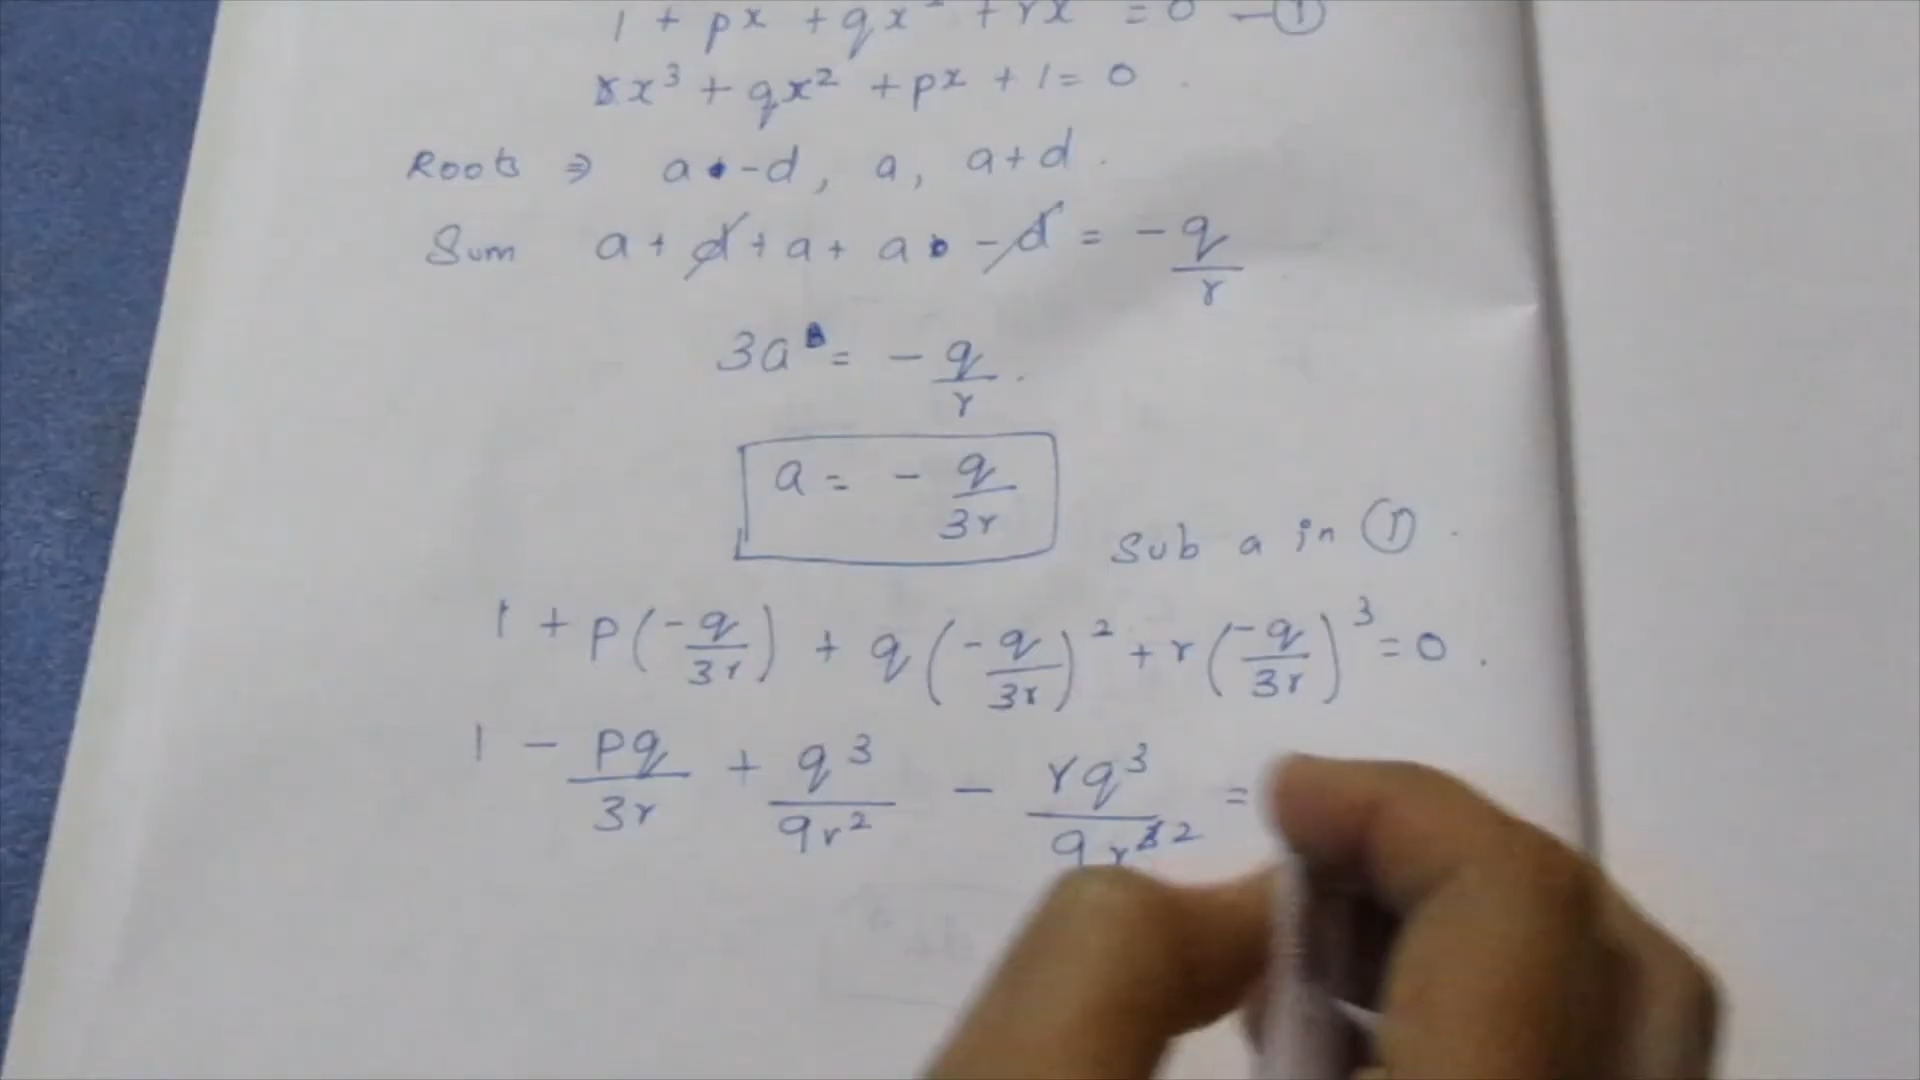 1 + px + qx² + rx = 0 — ①
rx³ + qx² + px + 1 = 0.
Roots ⇒ a - d, a, a + d.
Sum a + d + a + a - d = -q/r
3a = -q/r.
a = -q/3r
Sub a in ①.
1 + p(-q/3r) + q(-q/3r)² + r(-q/3r)³ = 0.
1 - pq/3r + q³/9r² - rq³/9r² =